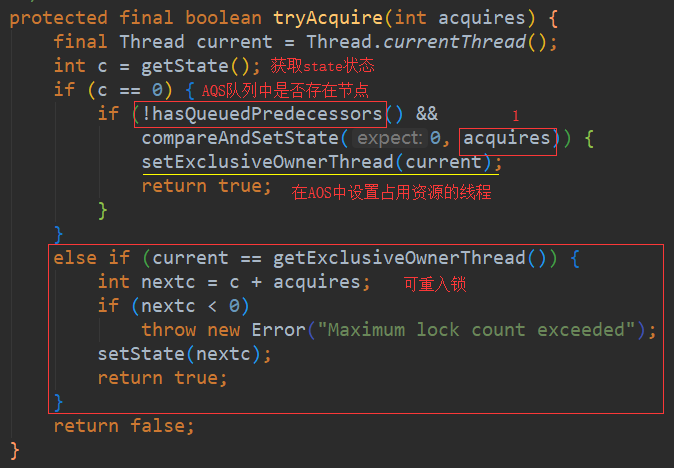 protected final boolean tryAcquire(int acquires) {
final Thread current = Thread.currentThread();
int c = getState(); 获取state状态
if (c == 0) { AQS队列中是否存在节点
if (!hasQueuedPredecessors() && 1
compareAndSetState( expect: 0, acquires)) {
setExclusiveOwnerThread(current);
return true; 在AOS中设置占用资源的线程
}
}
else if (current == getExclusiveOwnerThread()) {
int nextc = c + acquires; 可重入锁
if (nextc < 0)
throw new Error("Maximum lock count exceeded");
setState(nextc);
return true;
}
return false;
}